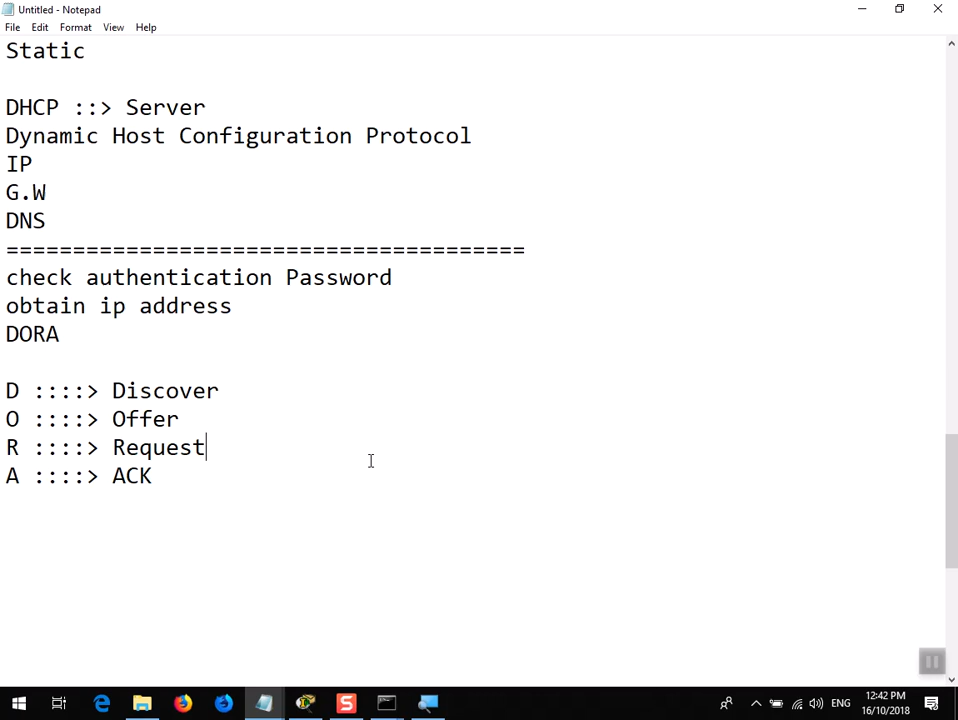 Untitled - Notepad
File Edit Format View Help
Static
DHCP ::> Server
Dynamic Host Configuration Protocol
IP
G.W
DNS
=======================================
check authentication Password
obtain ip address
DORA
D ::::> Discover
O ::::> Offer
R ::::> Request
A ::::> ACK
S
ENG
12:42 PM
16/10/2018